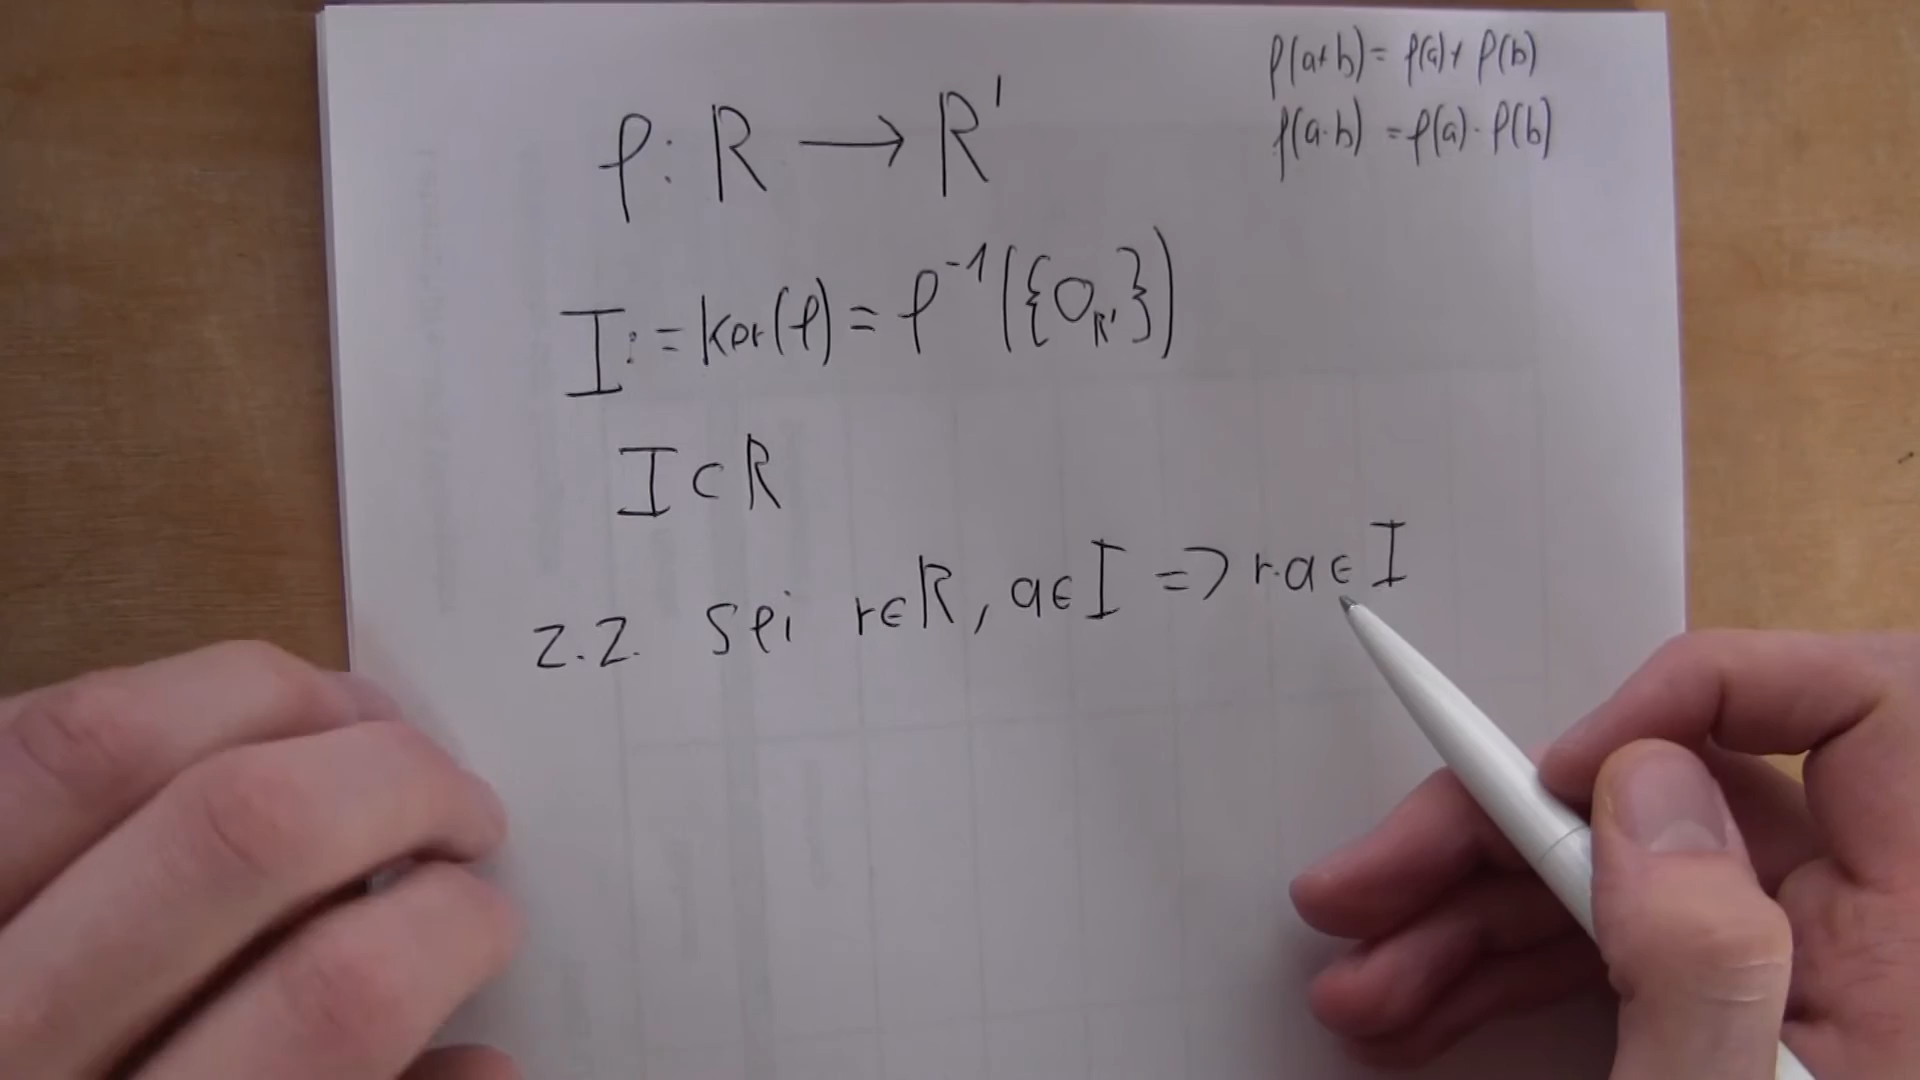 φ(a+b) = φ(a) + φ(b)
φ(a·b) = φ(a) · φ(b)
φ: R ⟶ R'
I := ker(φ) = φ⁻¹({0_R'})
I ⊂ R
z.z. Sei r∈R, a∈I => r·a∈I